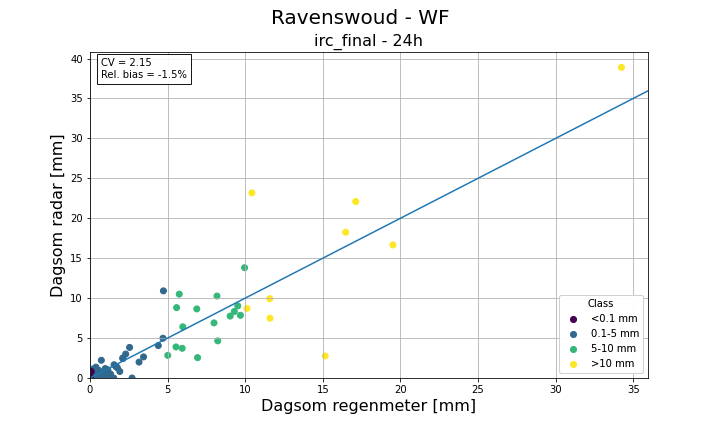 Ravenswoud - WF
irc_final - 24h
CV = 2.15
Rel. bias = -1.5%
Dagsom radar [mm]
40
35
30
25
20
15
10
5
0
0 5 10 15 20 25 30 35
Dagsom regenmeter [mm]
Class
<0.1 mm
0.1-5 mm
5-10 mm
>10 mm